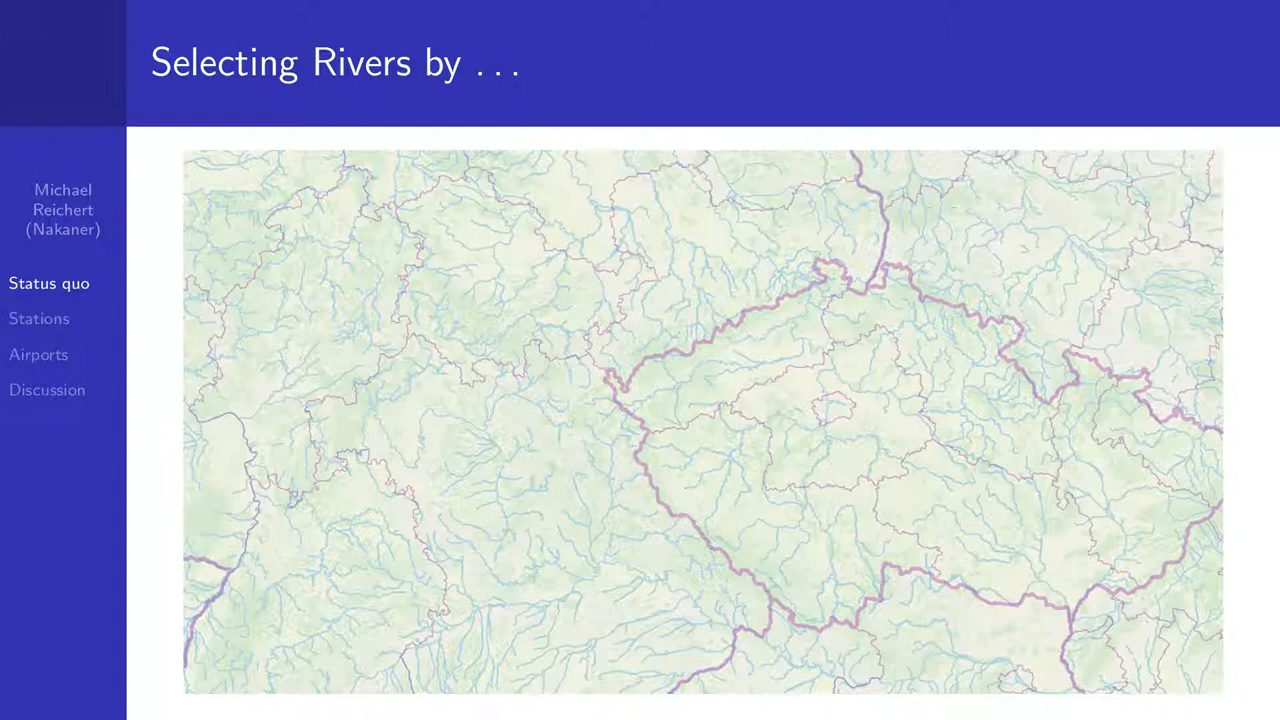 Selecting Rivers by . . .
Michael
Reichert
(Nakaner)
Status quo
Stations
Airports
Discussion